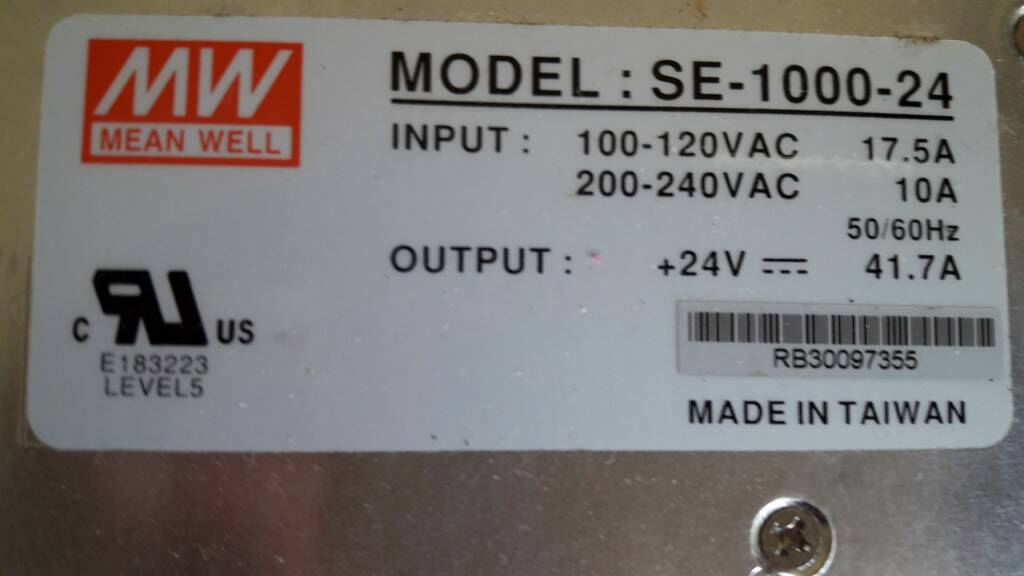 MW
MEAN WELL
MODEL : SE-1000-24
INPUT : 100-120VAC 17.5A
200-240VAC 10A
50/60Hz
OUTPUT : +24V ⎓ 41.7A
C RU US
E183223
LEVEL5
RB30097355
MADE IN TAIWAN